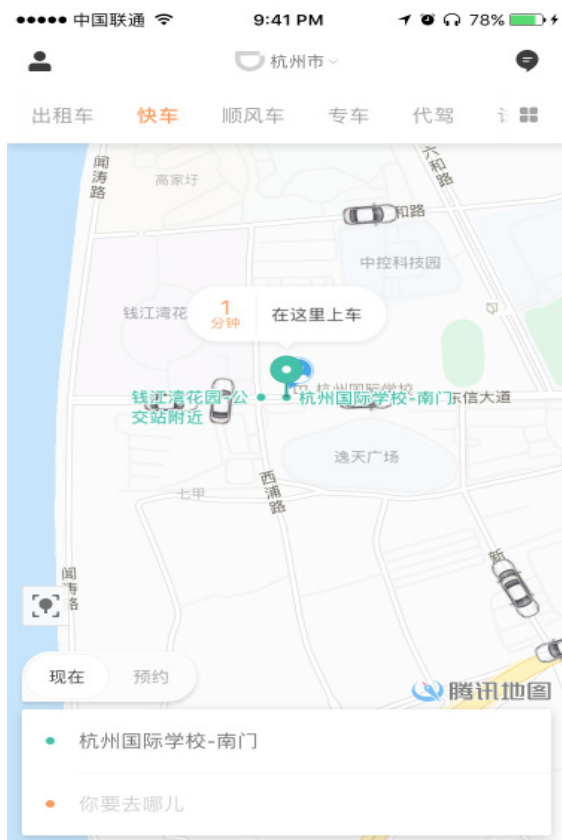 中国联通
9:41 PM
78%
杭州市
出租车
快车
顺风车
专车
代驾
闻涛路
六和路
高家圩
和路
中控科技园
钱江湾花
1
分钟
在这里上车
杭州国际学校
钱江湾花园-公
交站附近
杭州国际学校-南门
东信大道
逸天广场
西浦路
七甲
新
闻涛路
现在
预约
腾讯地图
杭州国际学校-南门
你要去哪儿